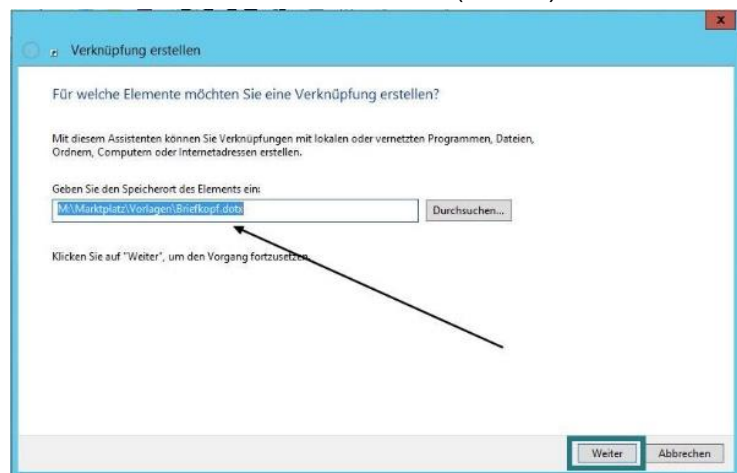 Verknüpfung erstellen
Für welche Elemente möchten Sie eine Verknüpfung erstellen?
Mit diesem Assistenten können Sie Verknüpfungen mit lokalen oder vernetzten Programmen, Dateien,
Ordnern, Computern oder Internetadressen erstellen.
Geben Sie den Speicherort des Elements ein:
M:\Marktplatz\Vorlagen\Briefkopf.dotx
Durchsuchen...
Klicken Sie auf "Weiter", um den Vorgang fortzusetzen.
Weiter
Abbrechen